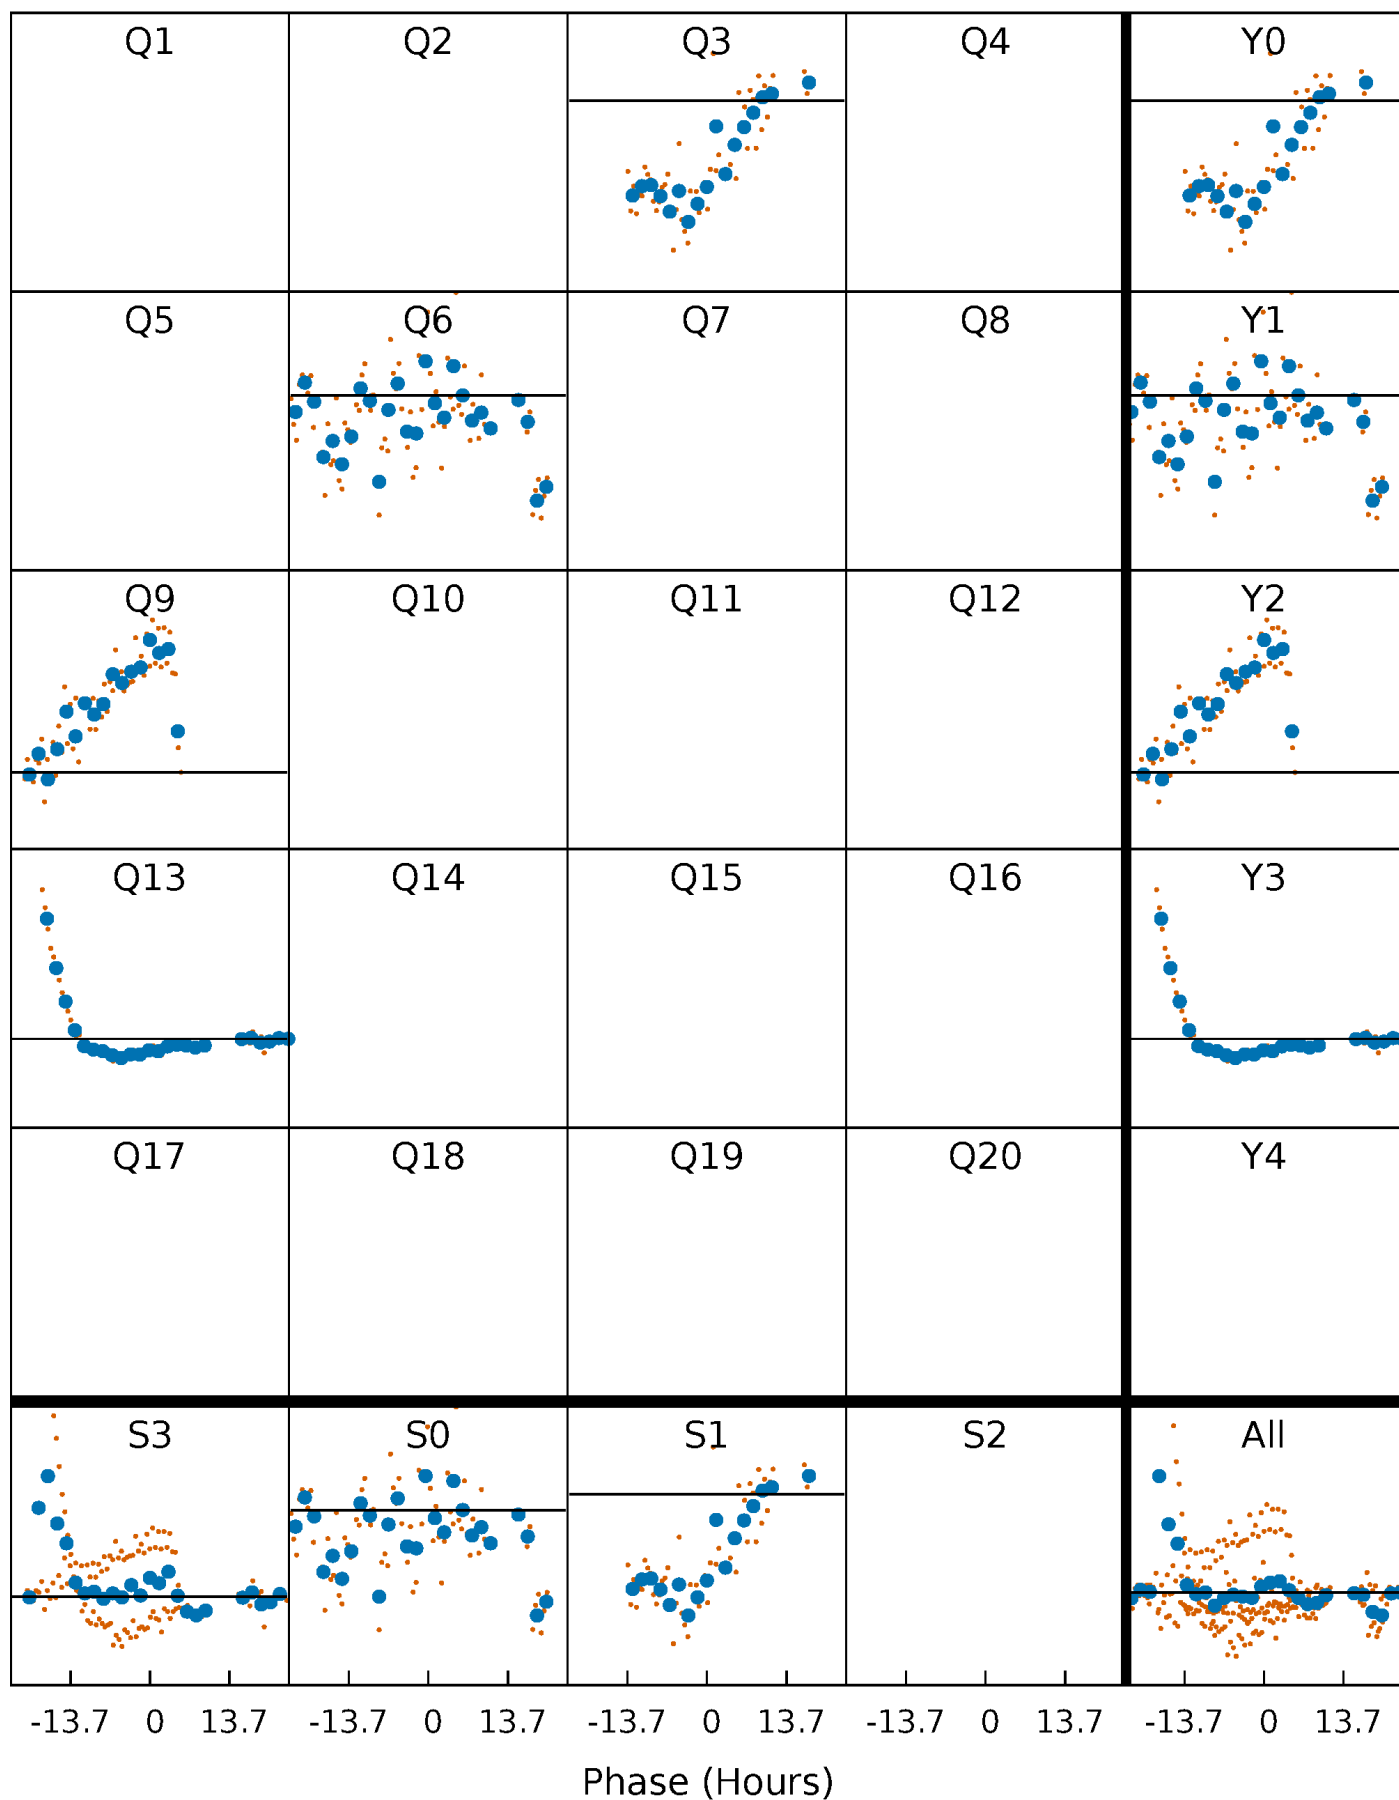 Q1 Q2 Q3 Q4 Y0
Q5 Q6 Q7 Q8 Y1
Q9 Q10 Q11 Q12 Y2
Q13 Q14 Q15 Q16 Y3
Q17 Q18 Q19 Q20 Y4
S3 S0 S1 S2 All
-13.7 0 13.7 -13.7 0 13.7 -13.7 0 13.7 -13.7 0 13.7 -13.7 0 13.7
Phase (Hours)